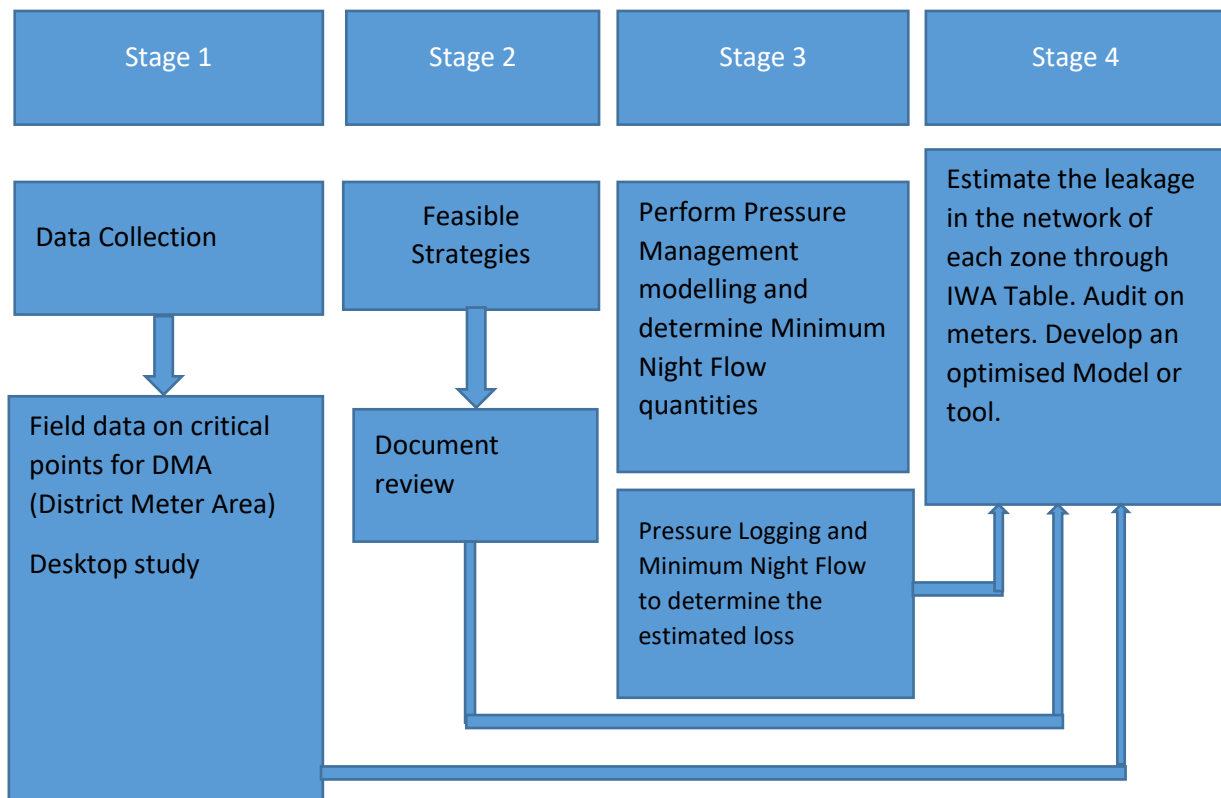 Stage 1
Stage 2
Stage 3
Stage 4
Data Collection
Field data on critical
points for DMA
(District Meter Area)
Desktop study
Feasible
Strategies
Document
review
Perform Pressure
Management
modelling and
determine Minimum
Night Flow
quantities
Pressure Logging and
Minimum Night Flow
to determine the
estimated loss
Estimate the leakage
in the network of
each zone through
IWA Table. Audit on
meters. Develop an
optimised Model or
tool.